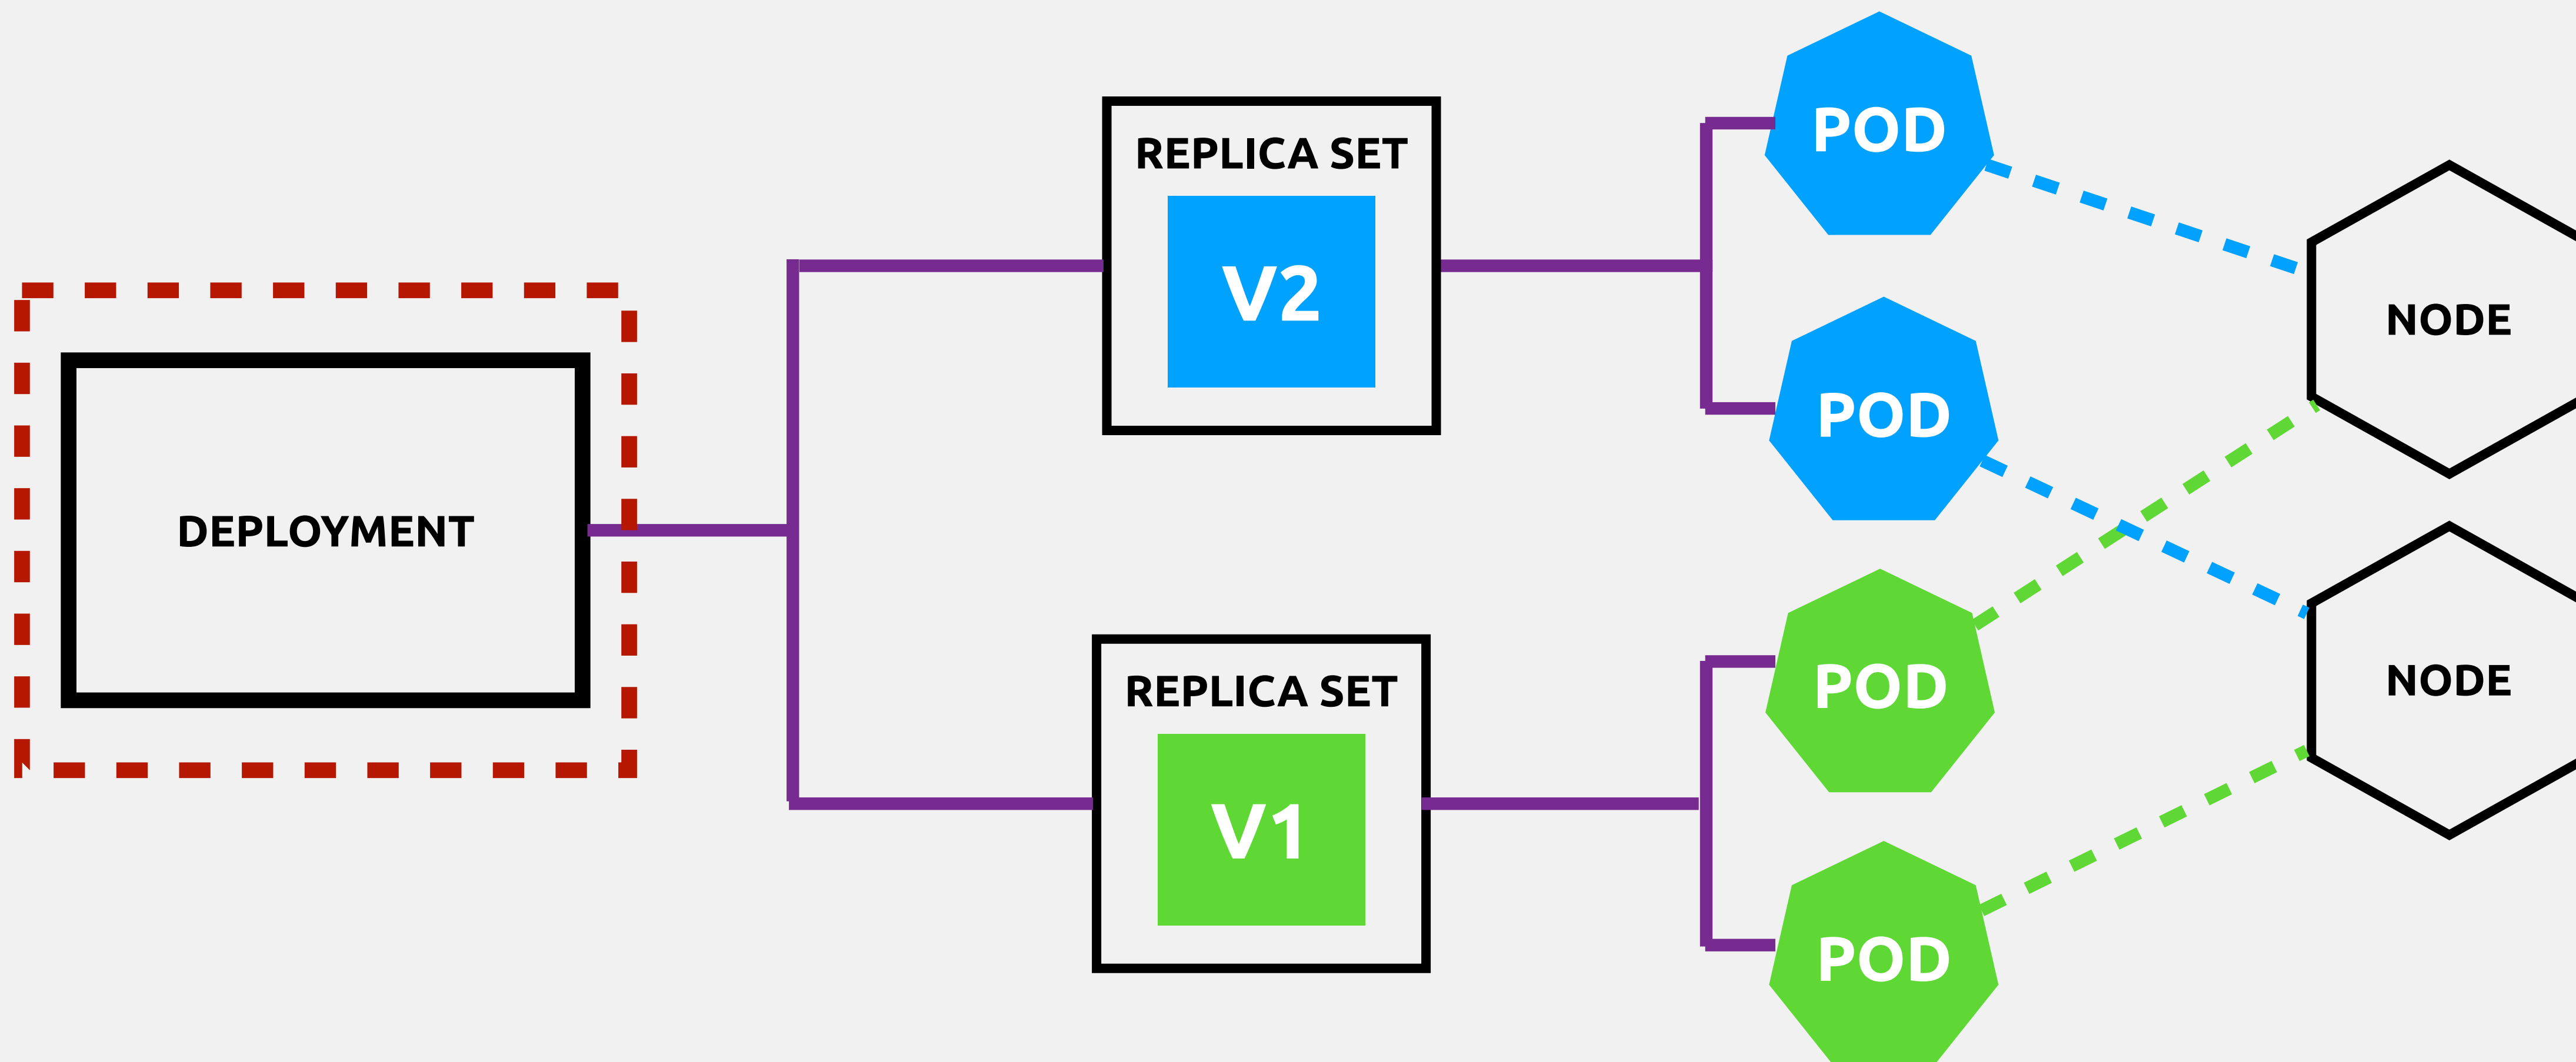 DEPLOYMENT
REPLICA SET
V2
REPLICA SET
V1
POD
POD
POD
POD
NODE
NODE